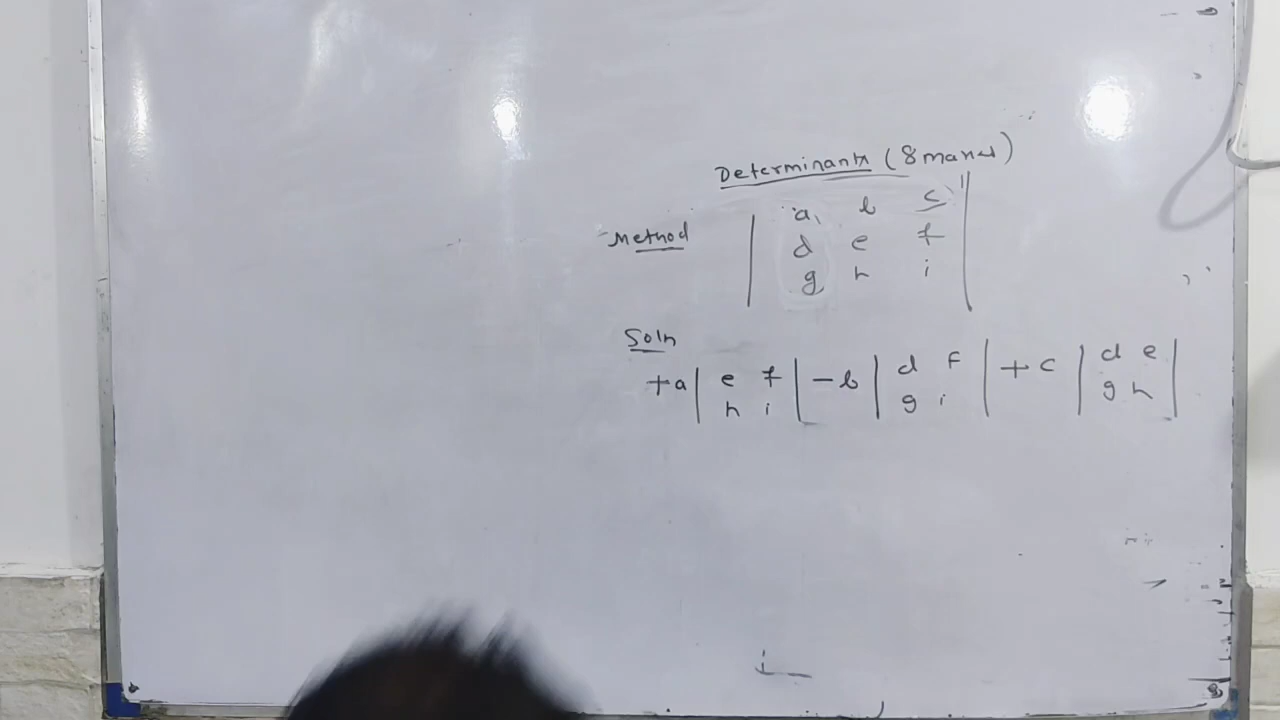 Determinants (8 marks)
Method
| a b c |
| d e f |
| g h i |
Soln
+a | e f | - b | d F | + c | d e |
| h i | | g i | | g h |